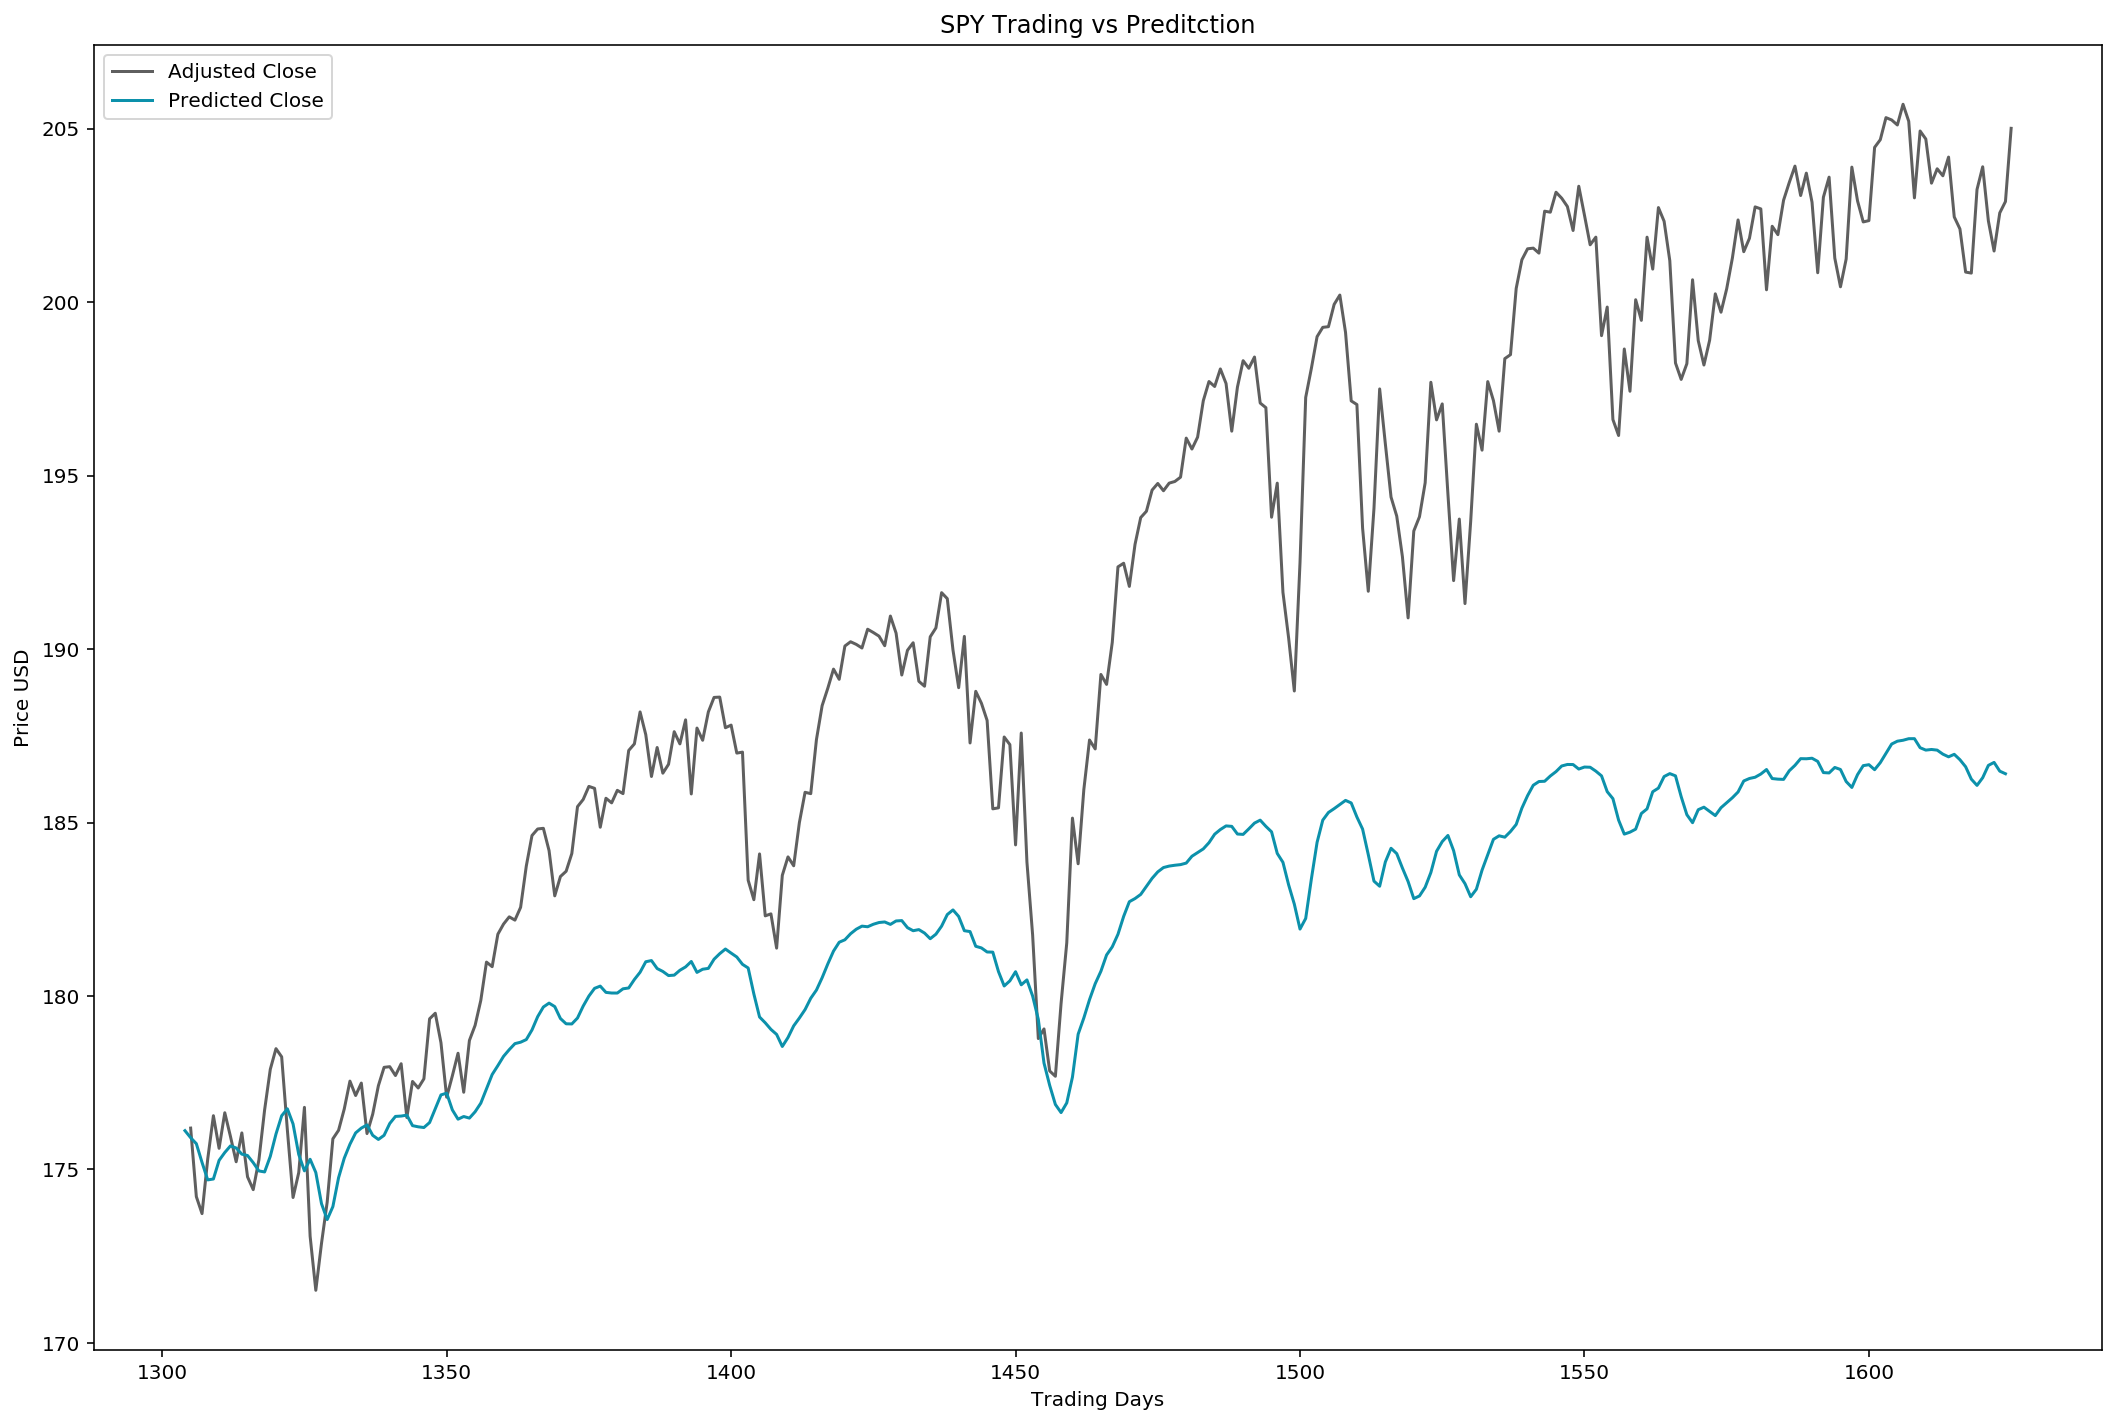 SPY Trading vs Preditction
Adjusted Close
Predicted Close
205
200
195
190
185
180
175
170
Price USD
1300 1350 1400 1450 1500 1550 1600
Trading Days